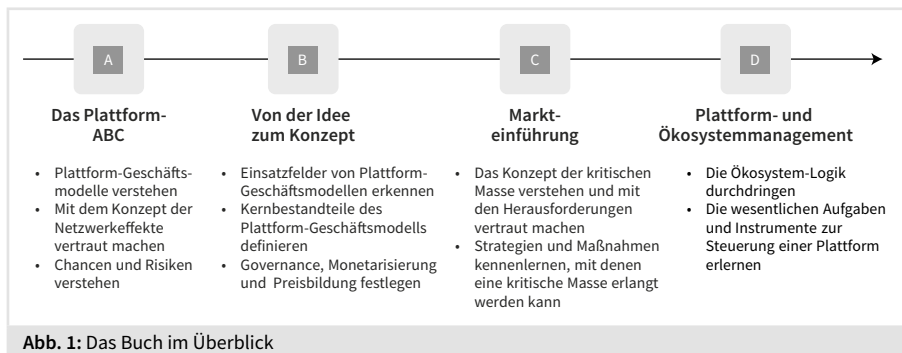 A
B
C
D
Das Plattform-
ABC
• Plattform-Geschäfts-
modelle verstehen
• Mit dem Konzept der
Netzwerkeffekte
vertraut machen
• Chancen und Risiken
verstehen
Von der Idee
zum Konzept
• Einsatzfelder von Plattform-
Geschäftsmodellen erkennen
• Kernbestandteile des
Plattform-Geschäftsmodells
definieren
• Governance, Monetarisierung
und Preisbildung festlegen
Markt-
einführung
• Das Konzept der kritischen
Masse verstehen und mit
den Herausforderungen
vertraut machen
• Strategien und Maßnahmen
kennenlernen, mit denen
eine kritische Masse erlangt
werden kann
Plattform- und
Ökosystemmanagement
• Die Ökosystem-Logik
durchdringen
• Die wesentlichen Aufgaben
und Instrumente zur
Steuerung einer Plattform
erlernen
Abb. 1: Das Buch im Überblick